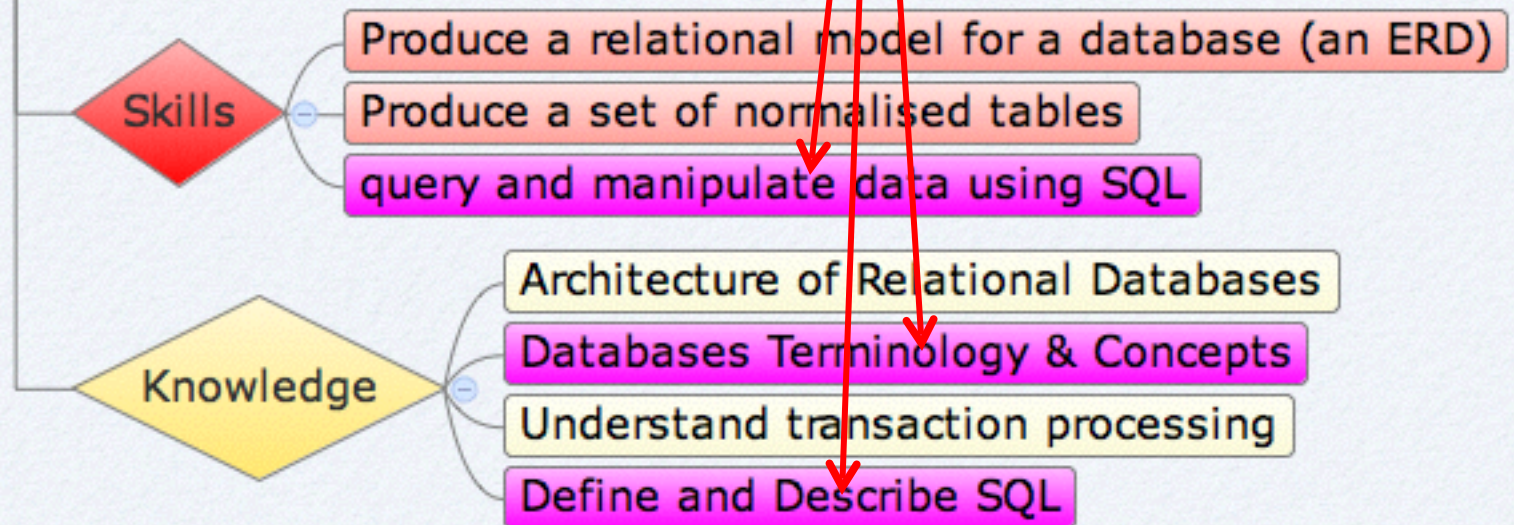 Skills
Produce a relational model for a database (an ERD)
Produce a set of normalised tables
query and manipulate data using SQL
Knowledge
Architecture of Relational Databases
Databases Terminology & Concepts
Understand transaction processing
Define and Describe SQL